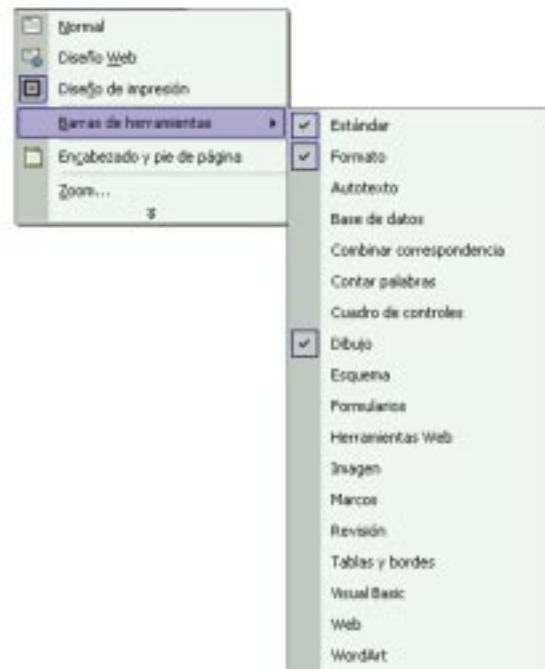 Normal
Diseño Web
Diseño de impresión
Barras de herramientas
Encabezado y pie de página
Zoom...
Estándar
Formato
Autotexto
Base de datos
Combinar correspondencia
Contar palabras
Cuadro de controles
Dibujo
Esquema
Formularios
Herramientas Web
Imagen
Marcos
Revisión
Tablas y bordes
Visual Basic
Web
WordArt